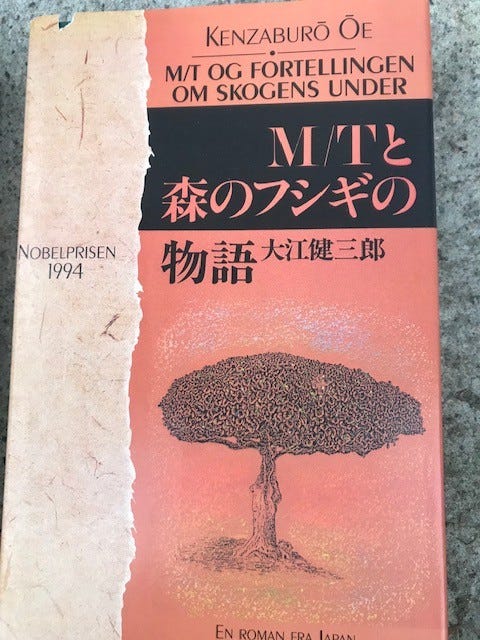 KENZABURŌ ŌE
M/T OG FORTELLINGEN
OM SKOGENS UNDER
M/Tと
森のフシギの
物語 大江健三郎
NOBELPRISEN
1994
EN ROMAN FRA JAPAN